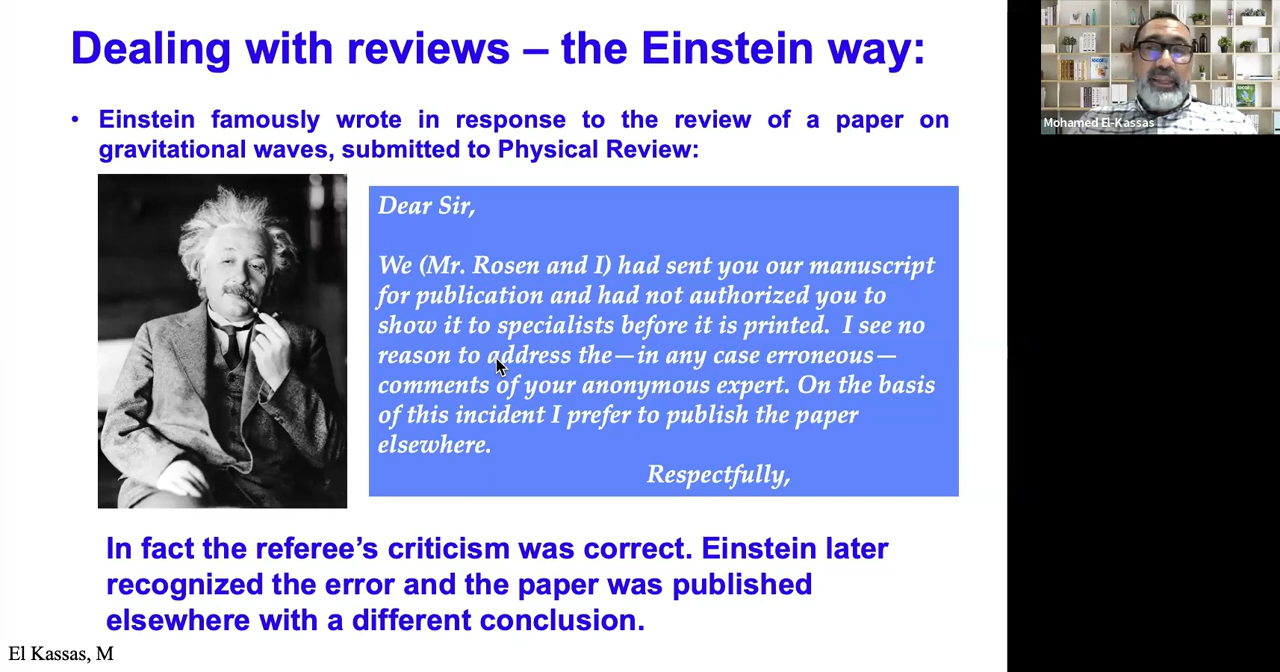 Dealing with reviews – the Einstein way:
• Einstein famously wrote in response to the review of a paper on
gravitational waves, submitted to Physical Review:
Dear Sir,
We (Mr. Rosen and I) had sent you our manuscript
for publication and had not authorized you to
show it to specialists before it is printed. I see no
reason to address the—in any case erroneous—
comments of your anonymous expert. On the basis
of this incident I prefer to publish the paper
elsewhere.
Respectfully,
In fact the referee’s criticism was correct. Einstein later
recognized the error and the paper was published
elsewhere with a different conclusion.
El Kassas, M
Mohamed El-Kassas